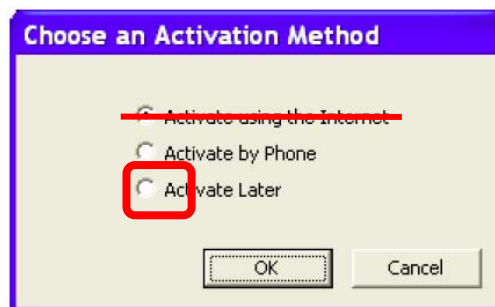 Choose an Activation Method
Activate using the Internet
Activate by Phone
Activate Later
OK
Cancel